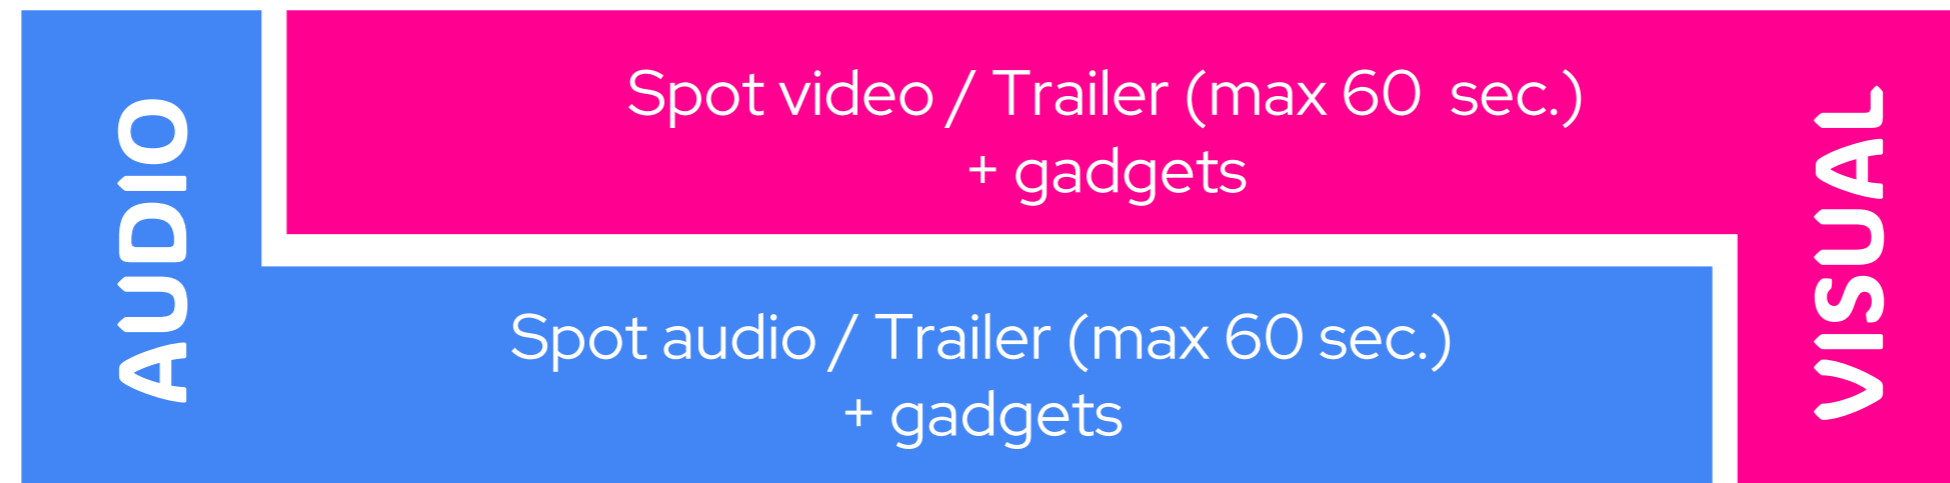 AUDIO
Spot video / Trailer (max 60 sec.)
+ gadgets
Spot audio / Trailer (max 60 sec.)
+ gadgets
VISUAL